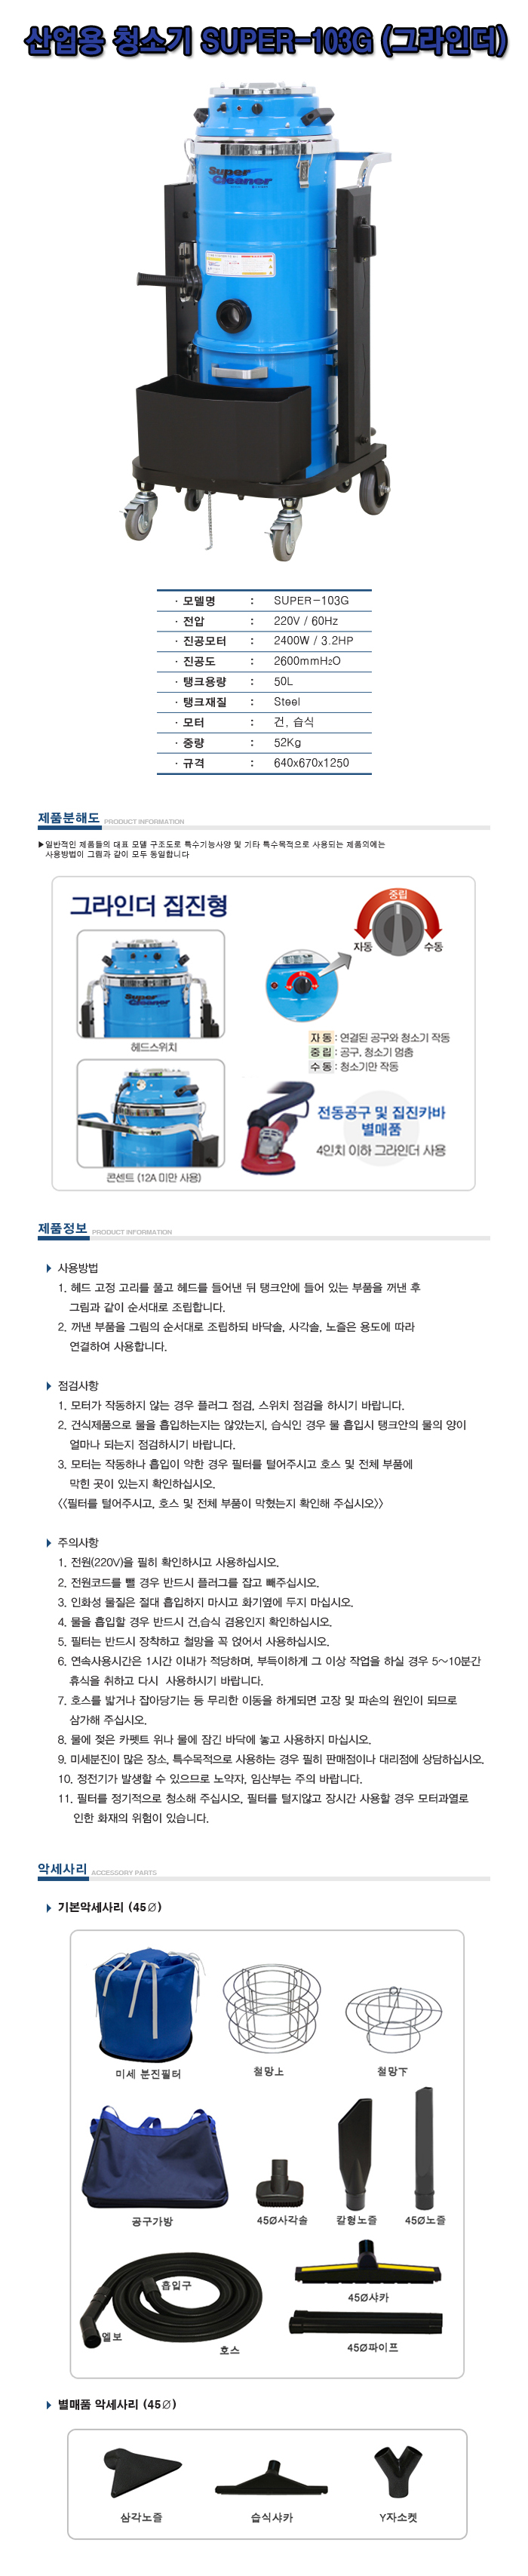 산업용 청소기 SUPER-103G (그라인더)
Super
Cleaner
· 모델명 : SUPER-103G
· 전압 : 220V / 60Hz
· 진공모터 : 2400W / 3.2HP
· 진공도 : 2600mmH₂O
· 탱크용량 : 50L
· 탱크재질 : Steel
· 모터 : 건, 습식
· 중량 : 52Kg
· 규격 : 640x670x1250
제품분해도 PRODUCT INFORMATION
▶일반적인 제품들의 대표 모델 구조도로 특수기능사양 및 기타 특수목적으로 사용되는 제품외에는
사용방법이 그림과 같이 모두 동일합니다
그라인더 집진형
중립
자동
수동
Super
Cleaner
헤드스위치
자동 : 연결된 공구와 청소기 작동
중립 : 공구, 청소기 멈춤
수동 : 청소기만 작동
콘센트 (12A 미만 사용)
전동공구 및 집진카바
별매품
4인치 이하 그라인더 사용
제품정보 PRODUCT INFORMATION
사용방법
1. 헤드 고정 고리를 풀고 헤드를 들어낸 뒤 탱크안에 들어 있는 부품을 꺼낸 후
그림과 같이 순서대로 조립합니다.
2. 꺼낸 부품을 그림의 순서대로 조립하되 바닥솔, 사각솔, 노즐은 용도에 따라
연결하여 사용합니다.
점검사항
1. 모터가 작동하지 않는 경우 플러그 점검, 스위치 점검을 하시기 바랍니다.
2. 건식제품으로 물을 흡입하는지는 않았는지, 습식인 경우 물 흡입시 탱크안의 물의 양이
얼마나 되는지 점검하시기 바랍니다.
3. 모터는 작동하나 흡입이 약한 경우 필터를 털어주시고 호스 및 전체 부품에
막힌 곳이 있는지 확인하십시오.
<<필터를 털어주시고, 호스 및 전체 부품이 막혔는지 확인해 주십시오>>
주의사항
1. 전원(220V)을 필히 확인하시고 사용하십시오.
2. 전원코드를 뺄 경우 반드시 플러그를 잡고 빼주십시오.
3. 인화성 물질은 절대 흡입하지 마시고 화기옆에 두지 마십시오.
4. 물을 흡입할 경우 반드시 건,습식 겸용인지 확인하십시오.
5. 필터는 반드시 장착하고 철망을 꼭 얹어서 사용하십시오.
6. 연속사용시간은 1시간 이내가 적당하며, 부득이하게 그 이상 작업을 하실 경우 5~10분간
휴식을 취하고 다시 사용하시기 바랍니다.
7. 호스를 밟거나 잡아당기는 등 무리한 이동을 하게되면 고장 및 파손의 원인이 되므로
삼가해 주십시오.
8. 물에 젖은 카펫트 위나 물에 잠긴 바닥에 놓고 사용하지 마십시오.
9. 미세분진이 많은 장소, 특수목적으로 사용하는 경우 필히 판매점이나 대리점에 상담하십시오.
10. 정전기가 발생할 수 있으므로 노약자, 임산부는 주의 바랍니다.
11. 필터를 정기적으로 청소해 주십시오, 필터를 털지않고 장시간 사용할 경우 모터과열로
인한 화재의 위험이 있습니다.
악세사리 ACCESSORY PARTS
기본악세사리 (45∅)
미세 분진필터
철망上
철망下
공구가방
45Ø사각솔
칼형노즐
45Ø노즐
흡입구
엘보
호스
45Ø샤카
45Ø파이프
별매품 악세사리 (45∅)
삼각노즐
습식샤카
Y자소켓